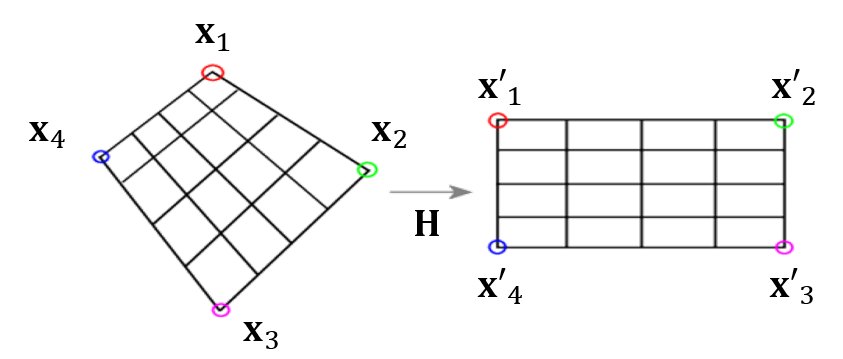 x₁
x₄
x₂
x₃
H
x′₁
x′₂
x′₄
x′₃